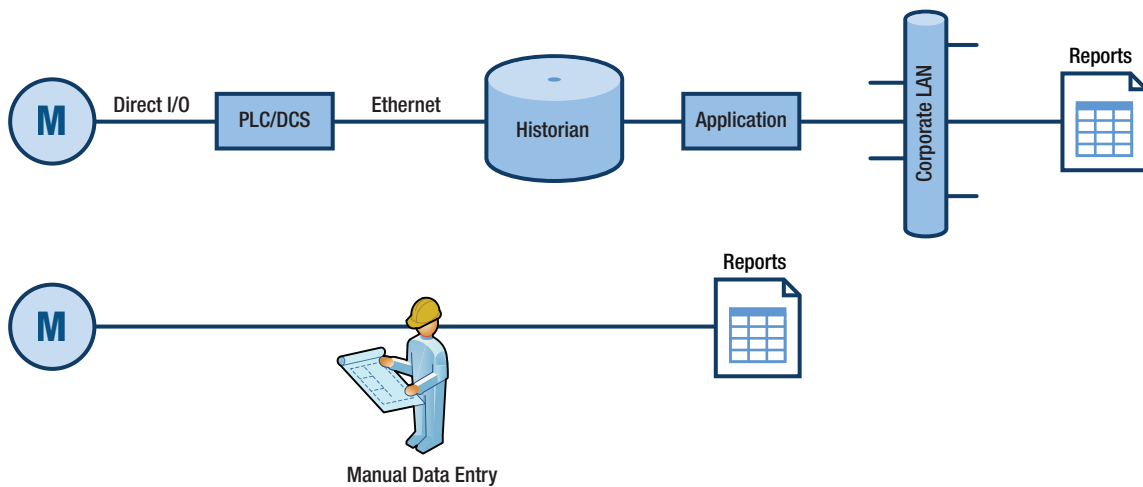 Reports
M
Direct I/O
PLC/DCS
Ethernet
Historian
Application
Corporate LAN
Reports
M
Manual Data Entry